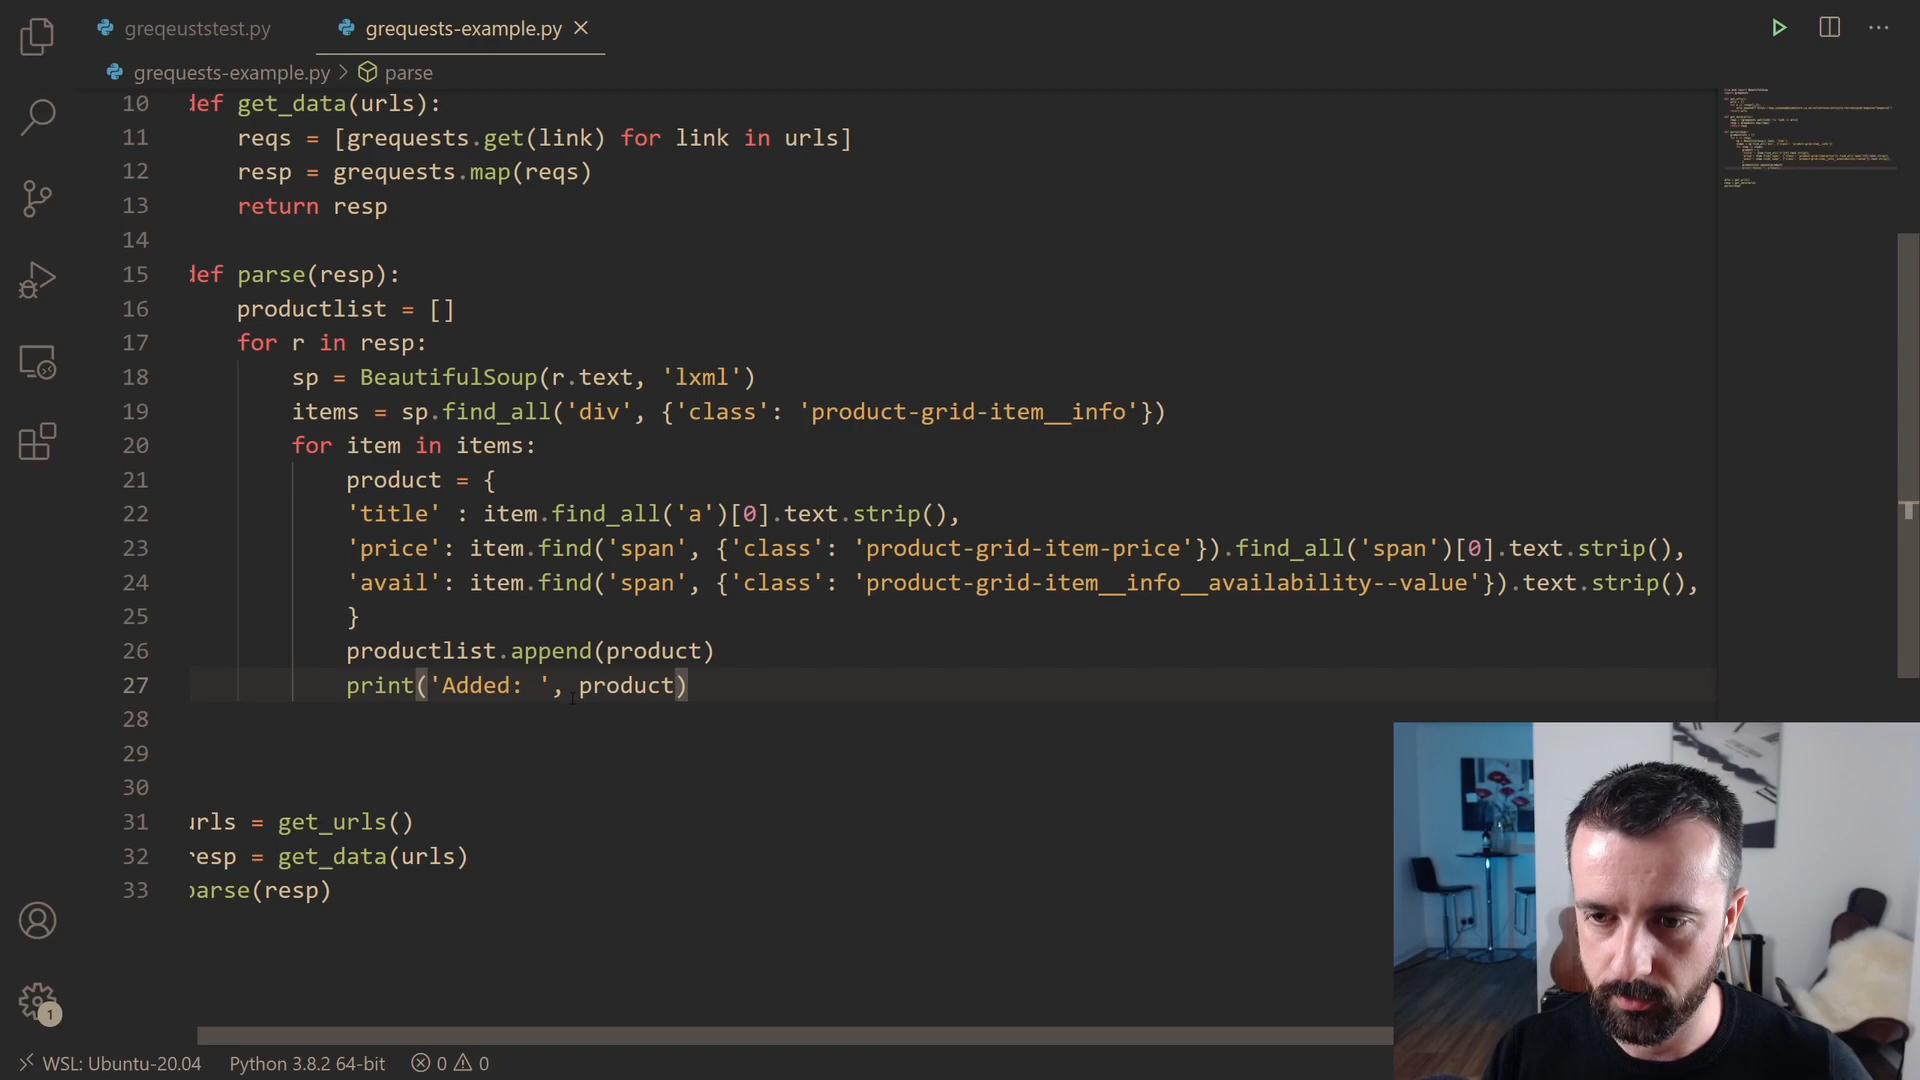 greqeuststest.py
grequests-example.py
grequests-example.py > parse
10 def get_data(urls):
11 reqs = [grequests.get(link) for link in urls]
12 resp = grequests.map(reqs)
13 return resp
14
15 def parse(resp):
16 productlist = []
17 for r in resp:
18 sp = BeautifulSoup(r.text, 'lxml')
19 items = sp.find_all('div', {'class': 'product-grid-item__info'})
20 for item in items:
21 product = {
22 'title' : item.find_all('a')[0].text.strip(),
23 'price': item.find('span', {'class': 'product-grid-item-price'}).find_all('span')[0].text.strip(),
24 'avail': item.find('span', {'class': 'product-grid-item__info__availability--value'}).text.strip(),
25 }
26 productlist.append(product)
27 print('Added: ', product)
28
29
30
31 urls = get_urls()
32 resp = get_data(urls)
33 parse(resp)
1
WSL: Ubuntu-20.04 Python 3.8.2 64-bit 0 0